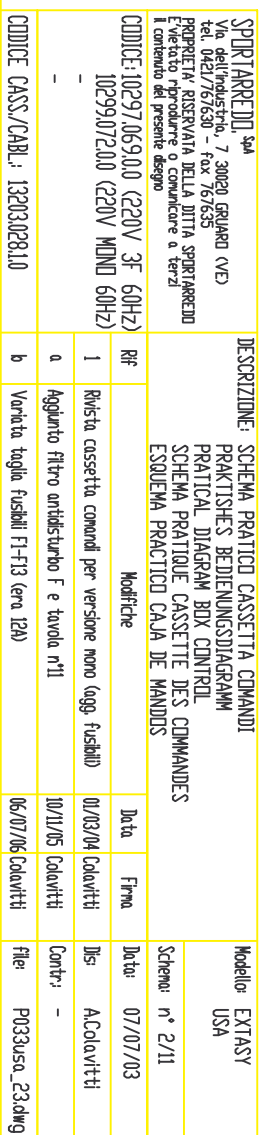 SPORTARREDO. SpA
Via dell'Industria, 7 30020 GRUARO (VE)
tel. 0421/767630 - fax 767635
PROPRIETA' RISERVATA DELLA DITTA SPORTARREDO
E'vietato riprodurre o comunicare a terzi
il contenuto del presente disegno
DESCRIZIONE: SCHEMA PRATICO CASSETTA COMANDI
PRAKTISHES BEDIENUNGSDIAGRAMM
PRATICAL DIAGRAM BOX CONTROL
SCHEMA PRATIQUE CASSETTE DES COMMANDES
ESQUEMA PRACTICO CAJA DE MANDOS
Modello: EXTASY
USA
Schema: n° 2/11
CODICE:10297.069.0.0 (220V 3F 60Hz)
10299.072.0.0 (220V MONO 60Hz)
Rif Modifiche Data Firma Data: 07/07/03
- 1 Rivista cassetta comandi per versione mono (agg. fusibili) 01/03/04 Colavitti Dis: A.Colavitti
- a Aggiunto filtro antidisturbo F e tavola n°11 10/11/05 Colavitti Contr.: -
CODICE CASS./CABL.: 13203.028.1.0 b Variata taglia fusibili F1-F13 (era 12A) 06/07/06 Colavitti file: P033usa_23.dwg